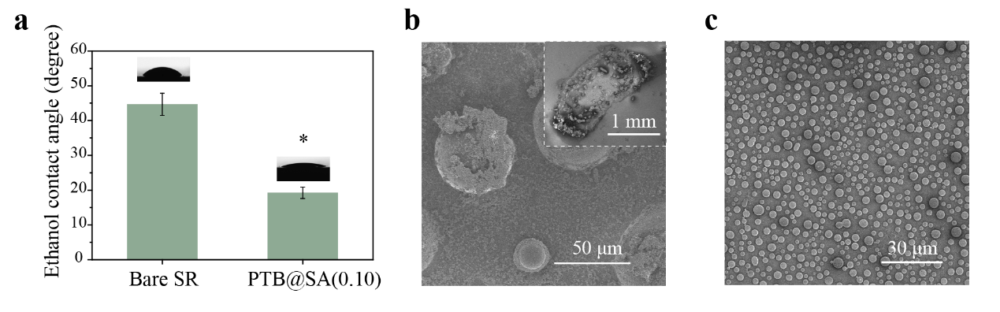 a
Ethanol contact angle (degree)
60
50
40
30
20
10
0
*
Bare SR
PTB@SA(0.10)
b
1 mm
50 μm
c
30 μm